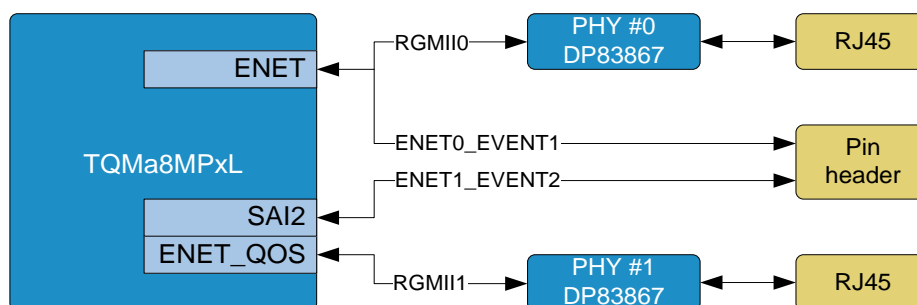 RGMII0
PHY #0
DP83867
RJ45
ENET
TQMa8MPxL
ENET0_EVENT1
ENET1_EVENT2
Pin
header
SAI2
ENET_QOS
RGMII1
PHY #1
DP83867
RJ45